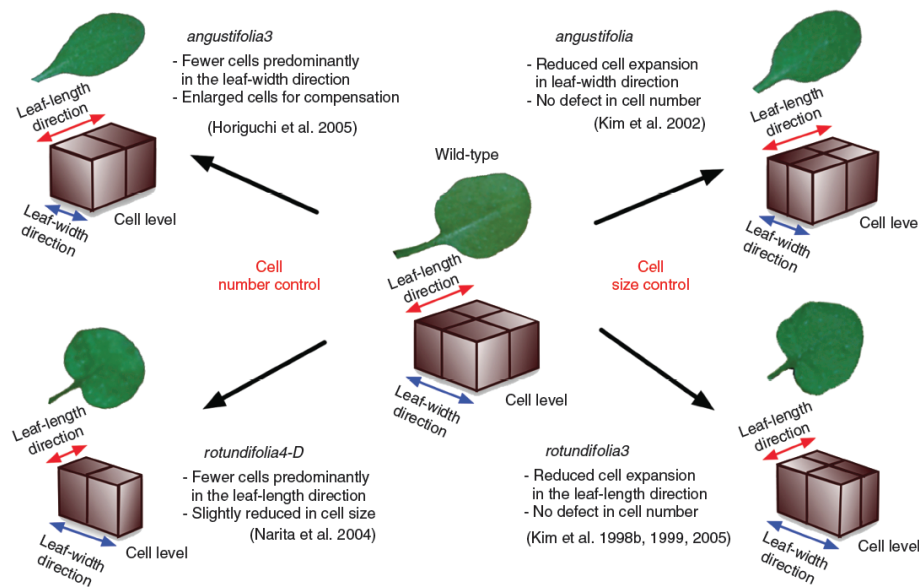 angustifolia3
- Fewer cells predominantly
in the leaf-width direction
- Enlarged cells for compensation
(Horiguchi et al. 2005)
Leaf-length
direction
Leaf-width
direction
Cell level
angustifolia
- Reduced cell expansion
in leaf-width direction
- No defect in cell number
(Kim et al. 2002)
Leaf-length
direction
Leaf-width
direction
Cell level
Wild-type
Leaf-length
direction
Leaf-width
direction
Cell level
Cell
number control
Cell
size control
Leaf-length
direction
Leaf-width
direction
Cell level
rotundifolia4-D
- Fewer cells predominantly
in the leaf-length direction
- Slightly reduced in cell size
(Narita et al. 2004)
rotundifolia3
- Reduced cell expansion
in the leaf-length direction
- No defect in cell number
(Kim et al. 1998b, 1999, 2005)
Leaf-length
direction
Leaf-width
direction
Cell level